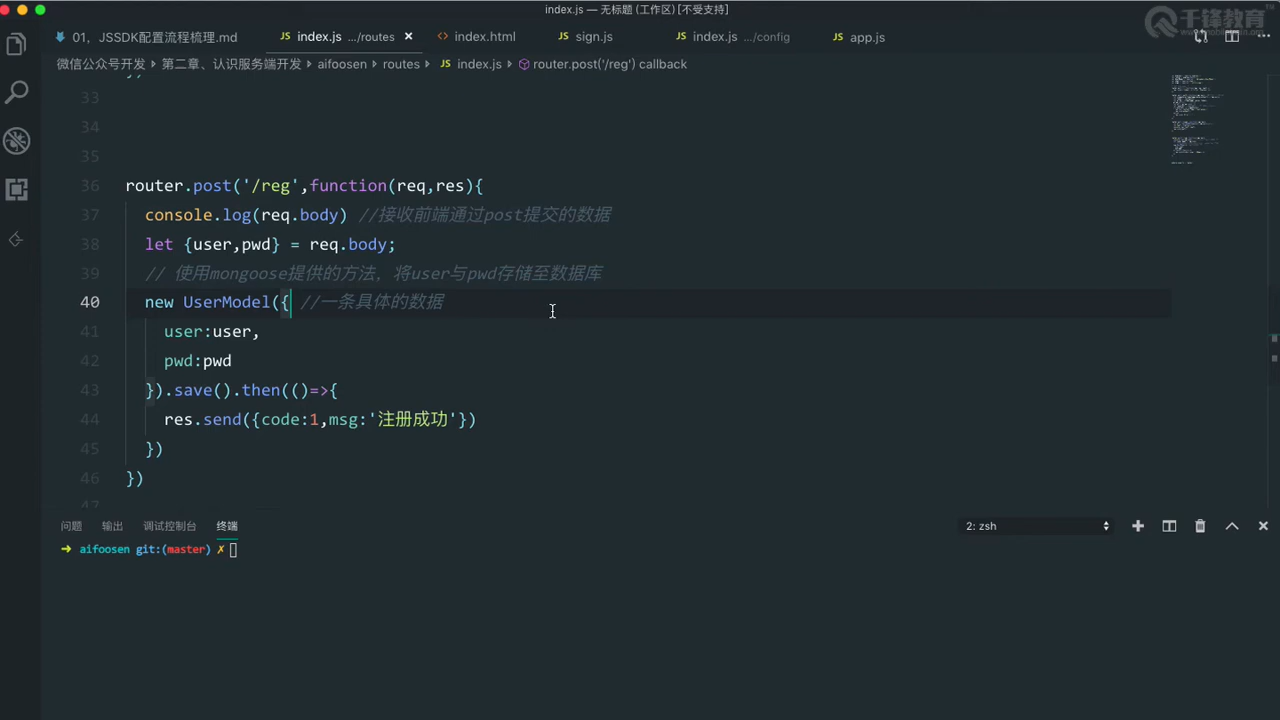 index.js — 无标题 (工作区) [不受支持]
千锋教育
01，JSSDK配置流程梳理.md
index.js .../routes
index.html
sign.js
index.js .../config
app.js
微信公众号开发 > 第二章、认识服务端开发 > aifoosen > routes > index.js > router.post('/reg') callback
33
34
35
36 router.post('/reg',function(req,res){
37 console.log(req.body) //接收前端通过post提交的数据
38 let {user,pwd} = req.body;
39 // 使用mongoose提供的方法，将user与pwd存储至数据库
40 new UserModel({ //一条具体的数据
41 user:user,
42 pwd:pwd
43 }).save().then(()=>{
44 res.send({code:1,msg:'注册成功'})
45 })
46 })
47
问题 输出 调试控制台 终端
2: zsh
➜ aifoosen git:(master) ✗